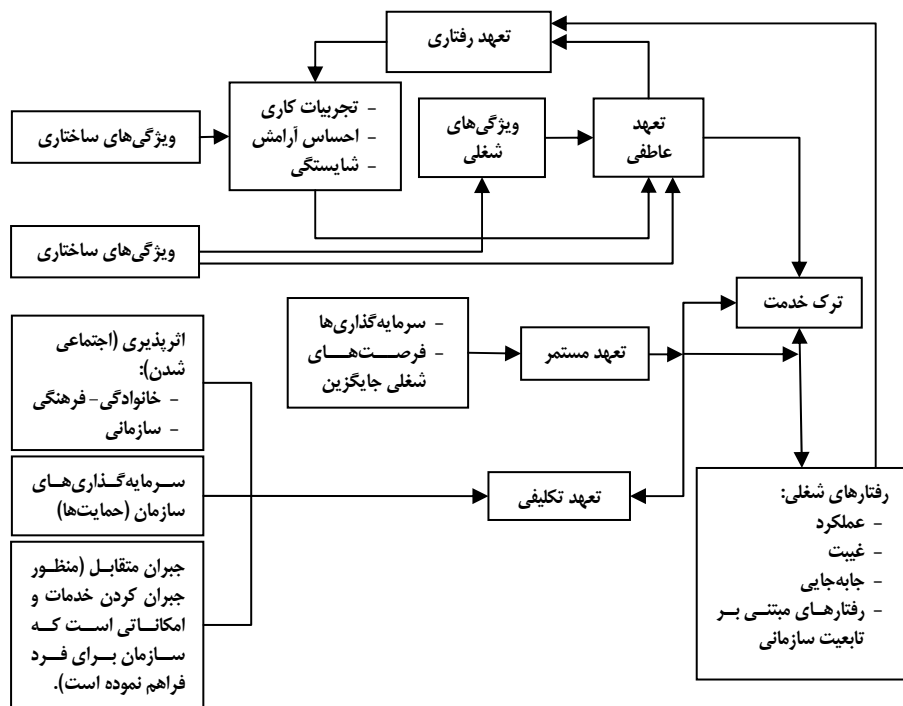 تعهد رفتاری
- تجربیات کاری
- احساس آرامش
- شایستگی
ویژگی‌های
شغلی
تعهد
عاطفی
ویژگی‌های ساختاری
ویژگی‌های ساختاری
ترک خدمت
- سرمایه‌گذاری‌ها
- فرصت‌های
شغلی جایگزین
تعهد مستمر
اثرپذیری (اجتماعی
شدن):
- خانوادگی- فرهنگی
- سازمانی
سرمایه‌گذاری‌های
سازمان (حمایت‌ها)
تعهد تکلیفی
رفتارهای شغلی:
- عملکرد
- غیبت
- جابه‌جایی
- رفتارهای مبتنی بر
تابعیت سازمانی
جبران متقابل (منظور
جبران کردن خدمات و
امکاناتی است که
سازمان برای فرد
فراهم نموده است).